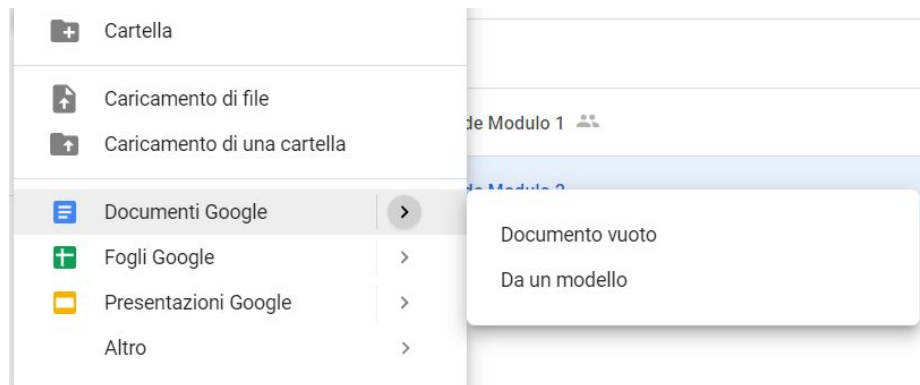 Cartella
Caricamento di file
Caricamento di una cartella
de Modulo 1
Documenti Google
Fogli Google
Presentazioni Google
Altro
Documento vuoto
Da un modello